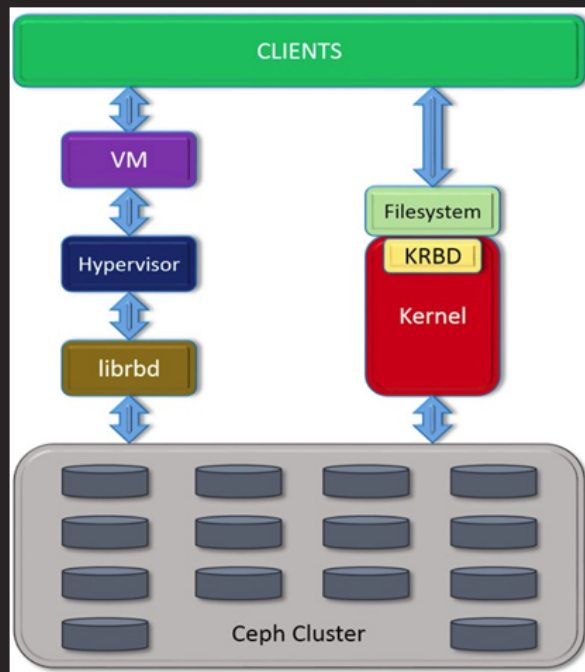 CLIENTS
VM
Hypervisor
librbd
Filesystem
KRBD
Kernel
Ceph Cluster